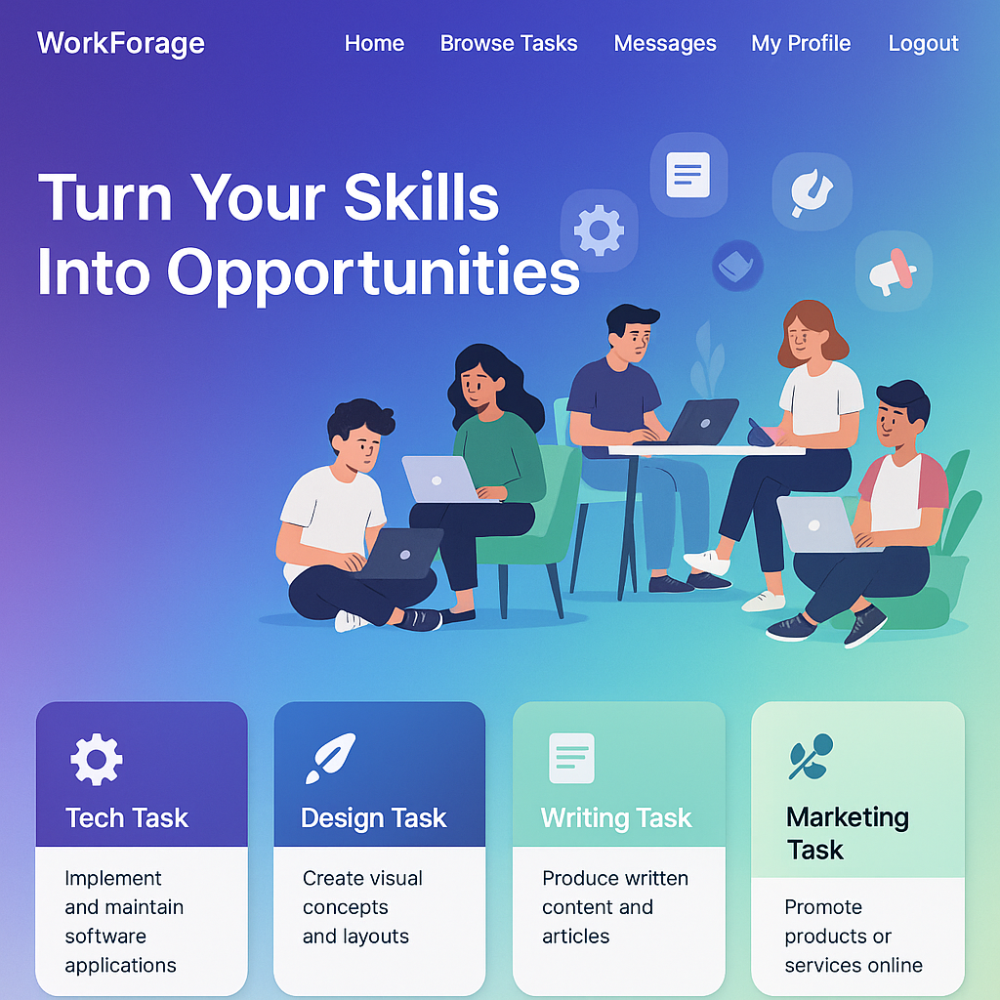 WorkForage
Home
Browse Tasks
Messages
My Profile
Logout
Turn Your Skills
Into Opportunities
Tech Task
Implement
and maintain
software
applications
Design Task
Create visual
concepts
and layouts
Writing Task
Produce written
content and
articles
Marketing
Task
Promote
products or
services online